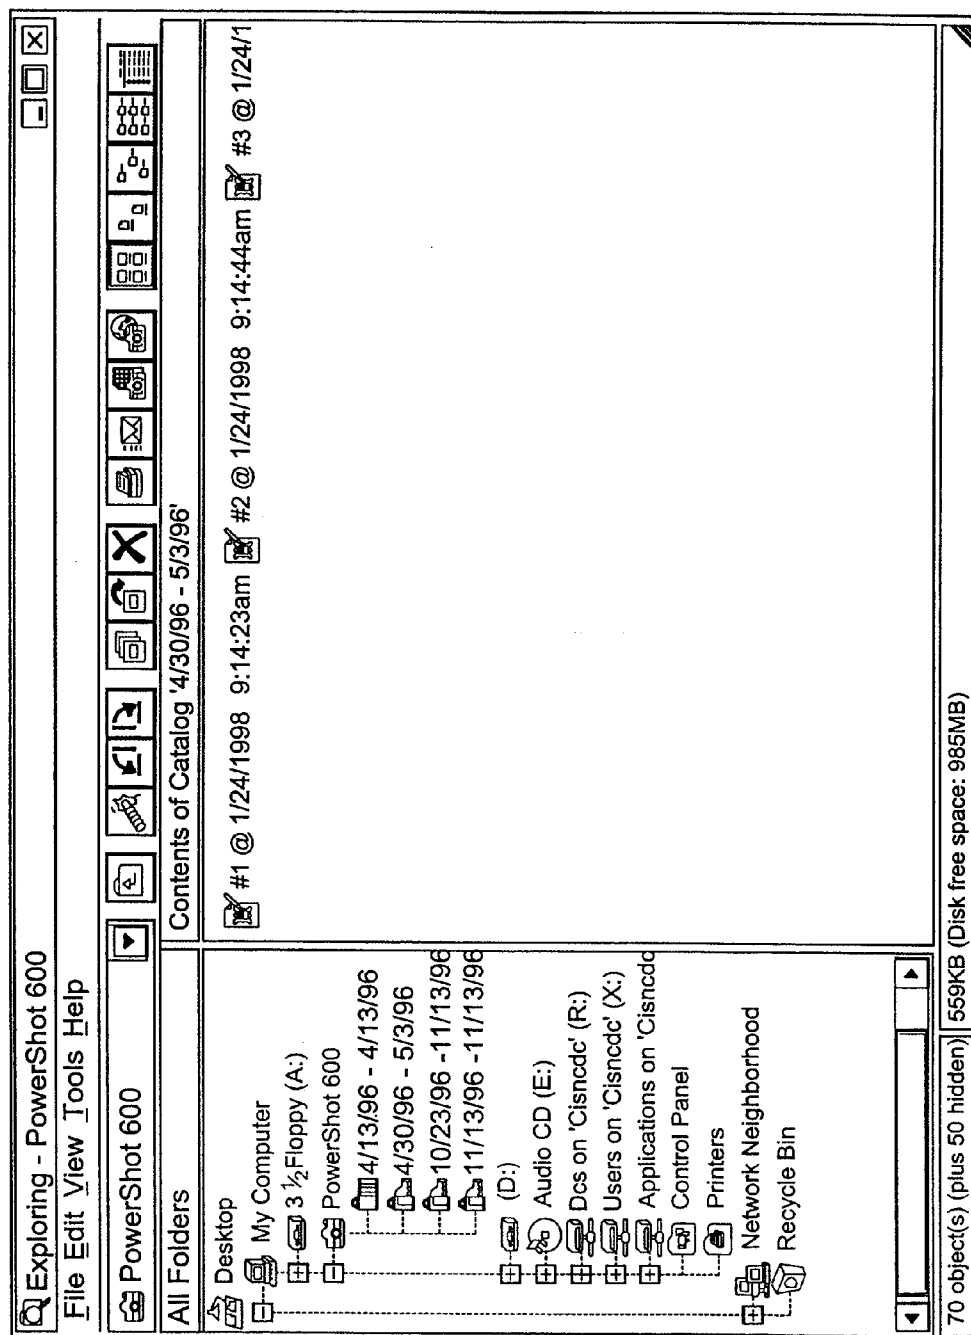 Exploring - PowerShot 600
File Edit View Tools Help
PowerShot 600
All Folders
Contents of Catalog '4/30/96 - 5/3/96'
Desktop
My Computer
3 ½ Floppy (A:)
PowerShot 600
4/13/96 - 4/13/96
4/30/96 - 5/3/96
10/23/96 -11/13/96
11/13/96 -11/13/96
(D:)
Audio CD (E:)
Dcs on 'Cisncdc' (R:)
Users on 'Cisncdc' (X:)
Applications on 'Cisncdc
Control Panel
Printers
Network Neighborhood
Recycle Bin
#1 @ 1/24/1998 9:14:23am #2 @ 1/24/1998 9:14:44am #3 @ 1/24/1
70 object(s) (plus 50 hidden) 559KB (Disk free space: 985MB)